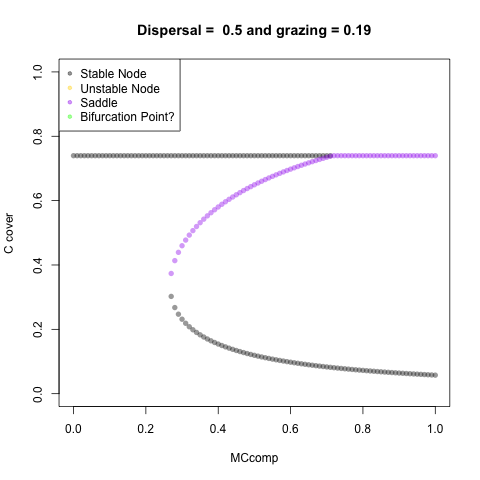 Dispersal =  0.5 and grazing = 0.19
Stable Node
Unstable Node
Saddle
Bifurcation Point?
C cover
1.0
0.8
0.6
0.4
0.2
0.0
0.0 0.2 0.4 0.6 0.8 1.0
MCcomp